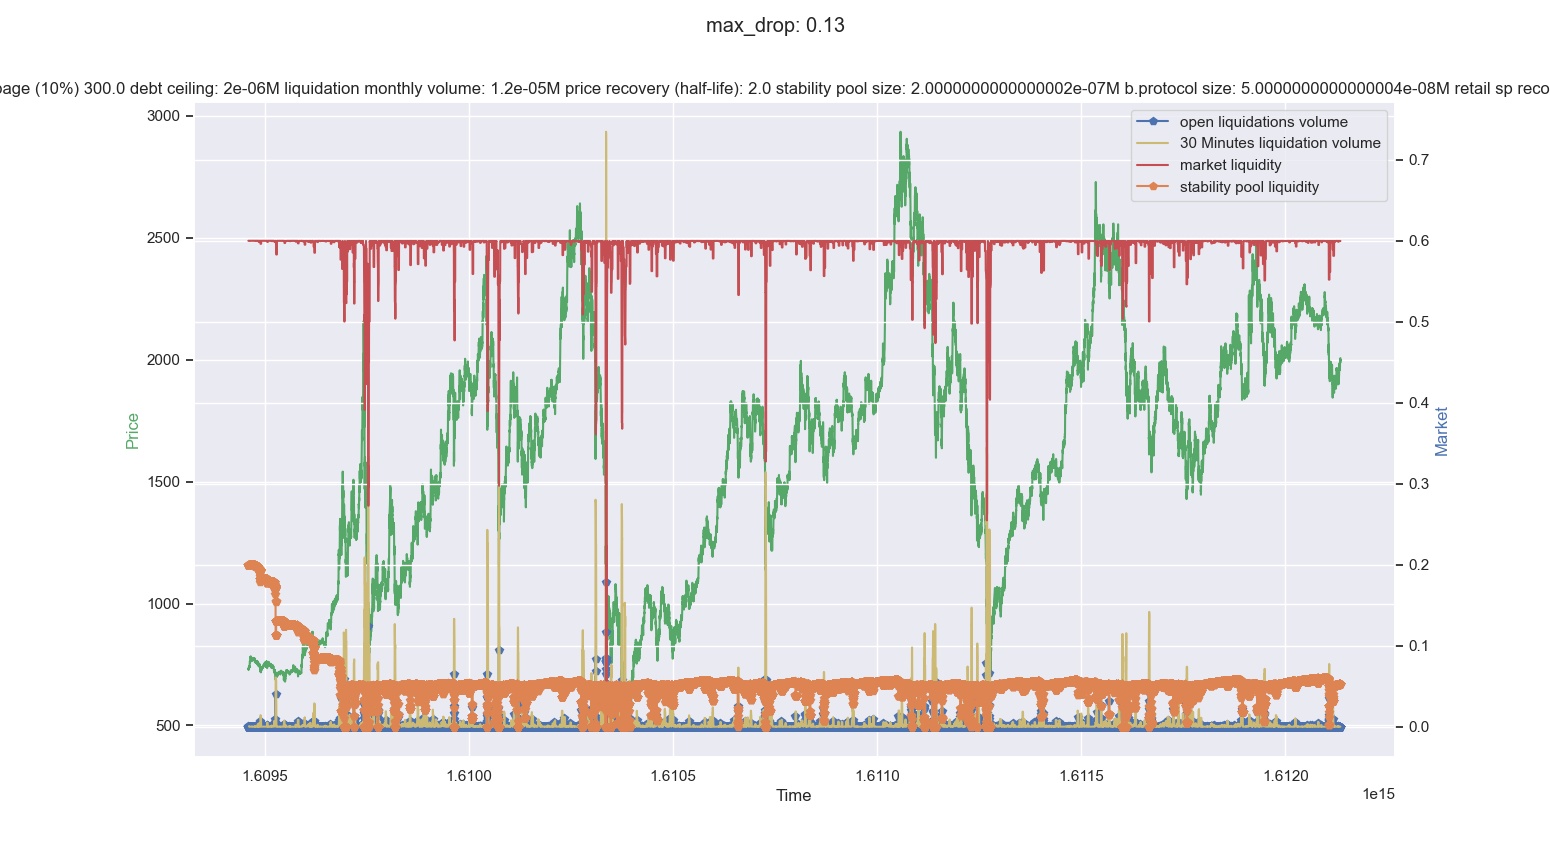 max_drop: 0.13
page (10%) 300.0 debt ceiling: 2e-06M liquidation monthly volume: 1.2e-05M price recovery (half-life): 2.0 stability pool size: 2.0000000000000002e-07M b.protocol size: 5.0000000000000004e-08M retail sp reco
open liquidations volume
30 Minutes liquidation volume
market liquidity
stability pool liquidity
3000
2500
2000
1500
1000
500
Price
0.7
0.6
0.5
0.4
0.3
0.2
0.1
0.0
Market
1.6095 1.6100 1.6105 1.6110 1.6115 1.6120
Time
1e15